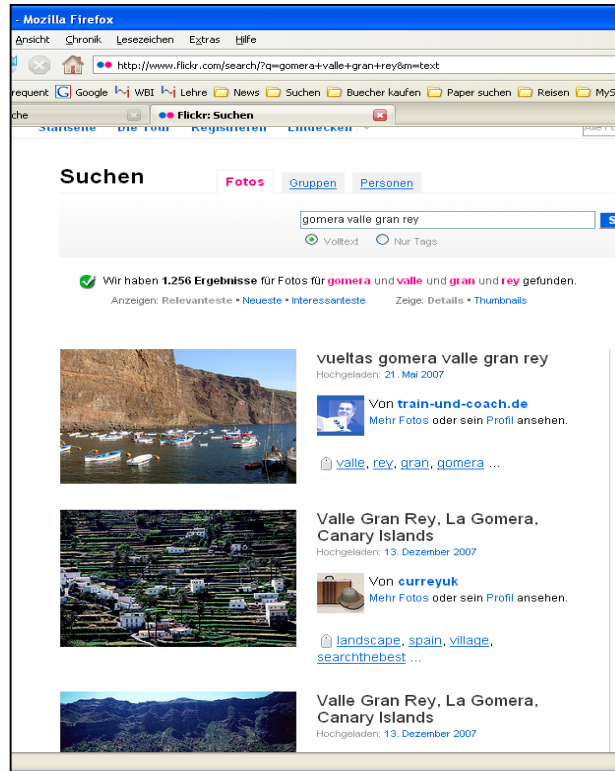 - Mozilla Firefox
Ansicht Chronik Lesezeichen Extras Hilfe
http://www.flickr.com/search/?q=gomera+valle+gran+rey&m=text
requent Google WBI Lehre News Suchen Buecher kaufen Paper suchen Reisen MyS
che Flickr: Suchen
Startseite Die Tour Registrieren Entdecken
Suchen Fotos Gruppen Personen
gomera valle gran rey S
Volltext Nur Tags
Wir haben 1.256 Ergebnisse für Fotos für gomera und valle und gran und rey gefunden.
Anzeigen: Relevanteste • Neueste • Interessanteste Zeige: Details • Thumbnails
vueltas gomera valle gran rey
Hochgeladen: 21. Mai 2007
Von train-und-coach.de
Mehr Fotos oder sein Profil ansehen.
valle, rey, gran, gomera ...
Valle Gran Rey, La Gomera,
Canary Islands
Hochgeladen: 13. Dezember 2007
Von curreyuk
Mehr Fotos oder sein Profil ansehen.
landscape, spain, village,
searchthebest ...
Valle Gran Rey, La Gomera,
Canary Islands
Hochgeladen: 13. Dezember 2007